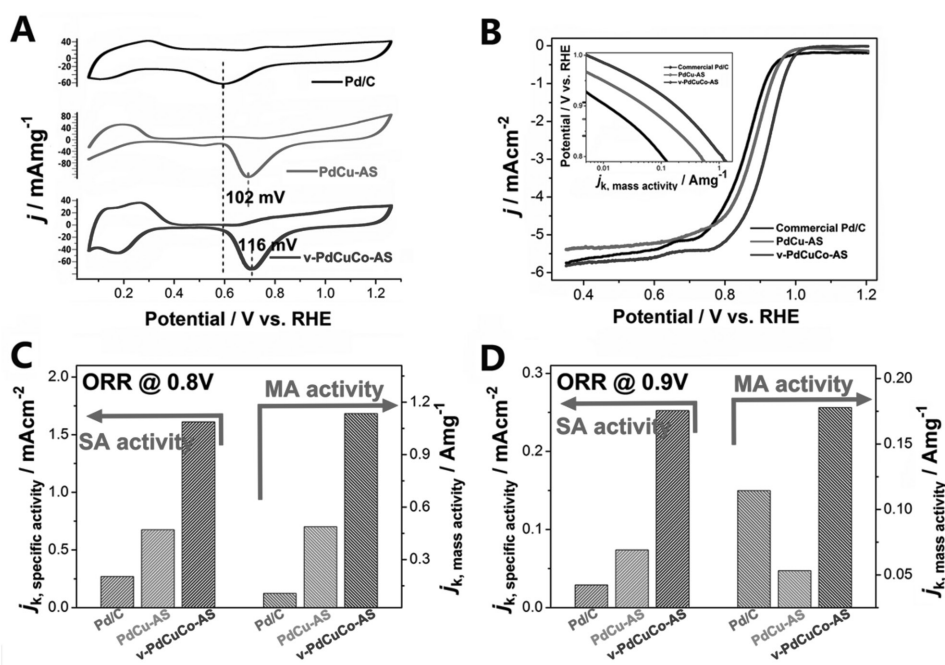 A
40
20
0
-20
-40
-60
Pd/C
80
40
0
-40
-80
PdCu-AS
102 mV
40
20
0
-20
-40
-60
116 mV
v-PdCuCo-AS
j / mAmg-1
0.2 0.4 0.6 0.8 1.0 1.2
Potential / V vs. RHE
B
0
-1
-2
-3
-4
-5
-6
j / mAcm-2
1.0
0.9
0.8
Potential / V vs. RHE
Commercial Pd/C
PdCu-AS
v-PdCuCo-AS
0.01 0.1 1
jk, mass activity / Amg-1
Commercial Pd/C
PdCu-AS
v-PdCuCo-AS
0.4 0.6 0.8 1.0 1.2
Potential / V vs. RHE
C
jk, specific activity / mAcm-2
2.0
1.5
1.0
0.5
0.0
ORR @ 0.8V
MA activity
SA activity
1.2
0.9
0.6
0.3
jk, mass activity / Amg-1
Pd/C PdCu-AS v-PdCuCo-AS Pd/C PdCu-AS v-PdCuCo-AS
D
jk, specific activity / mAcm-2
0.3
0.2
0.1
0.0
ORR @ 0.9V
MA activity
SA activity
0.20
0.15
0.10
0.05
jk, mass activity / Amg-1
Pd/C PdCu-AS v-PdCuCo-AS Pd/C PdCu-AS v-PdCuCo-AS